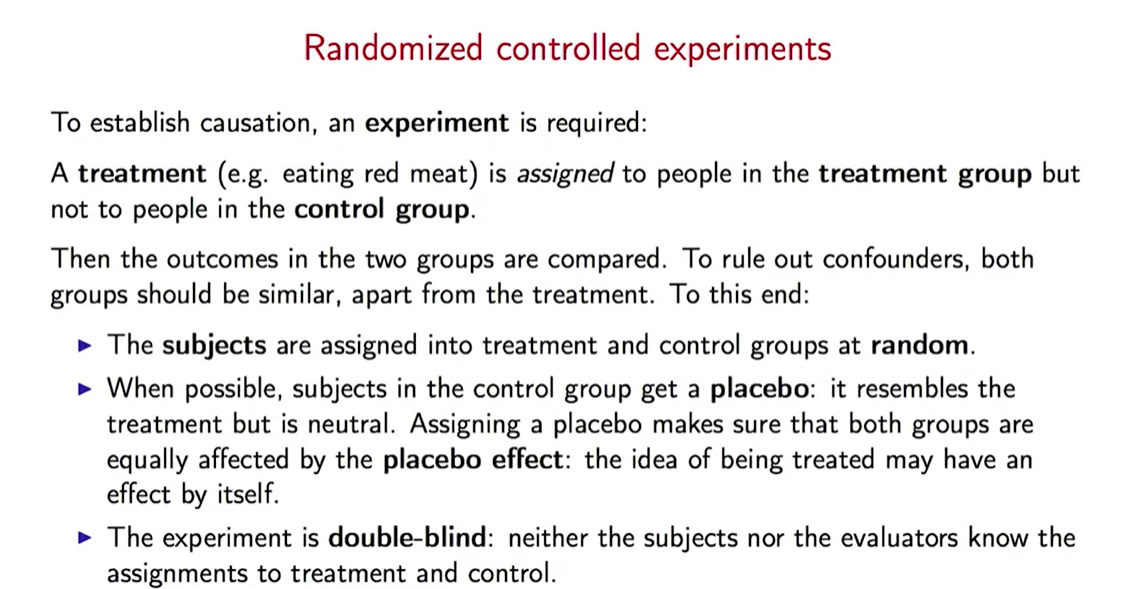 Randomized controlled experiments
To establish causation, an experiment is required:
A treatment (e.g. eating red meat) is assigned to people in the treatment group but
not to people in the control group.
Then the outcomes in the two groups are compared. To rule out confounders, both
groups should be similar, apart from the treatment. To this end:
▶ The subjects are assigned into treatment and control groups at random.
▶ When possible, subjects in the control group get a placebo: it resembles the
treatment but is neutral. Assigning a placebo makes sure that both groups are
equally affected by the placebo effect: the idea of being treated may have an
effect by itself.
▶ The experiment is double-blind: neither the subjects nor the evaluators know the
assignments to treatment and control.